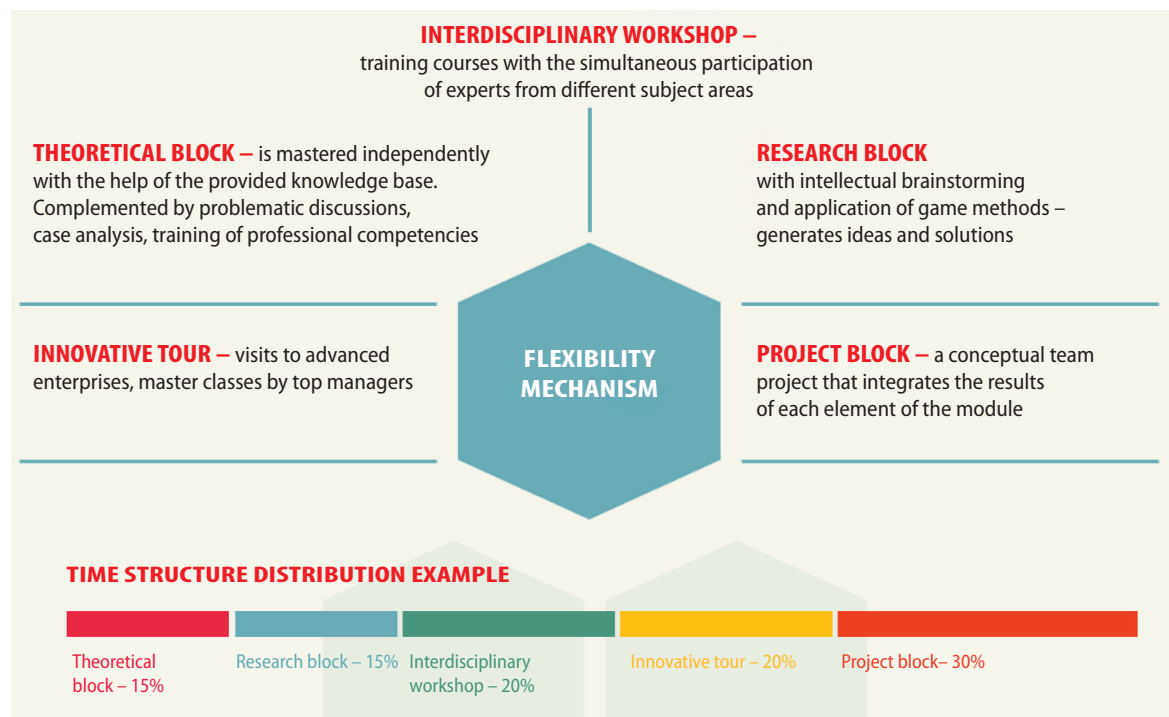 INTERDISCIPLINARY WORKSHOP –
training courses with the simultaneous participation
of experts from different subject areas
THEORETICAL BLOCK – is mastered independently
with the help of the provided knowledge base.
Complemented by problematic discussions,
case analysis, training of professional competencies
RESEARCH BLOCK
with intellectual brainstorming
and application of game methods –
generates ideas and solutions
INNOVATIVE TOUR – visits to advanced
enterprises, master classes by top managers
FLEXIBILITY
MECHANISM
PROJECT BLOCK – a conceptual team
project that integrates the results
of each element of the module
TIME STRUCTURE DISTRIBUTION EXAMPLE
Theoretical
block – 15%
Research block – 15%
Interdisciplinary
workshop – 20%
Innovative tour – 20%
Project block– 30%